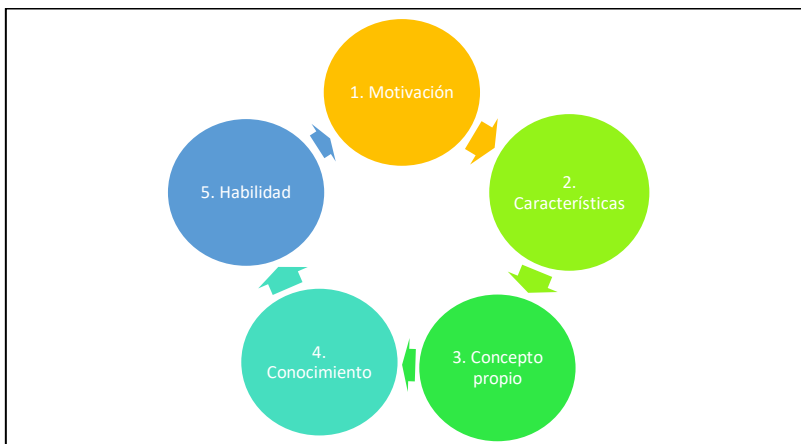 1. Motivación
2.
Características
3. Concepto
propio
4.
Conocimiento
5. Habilidad